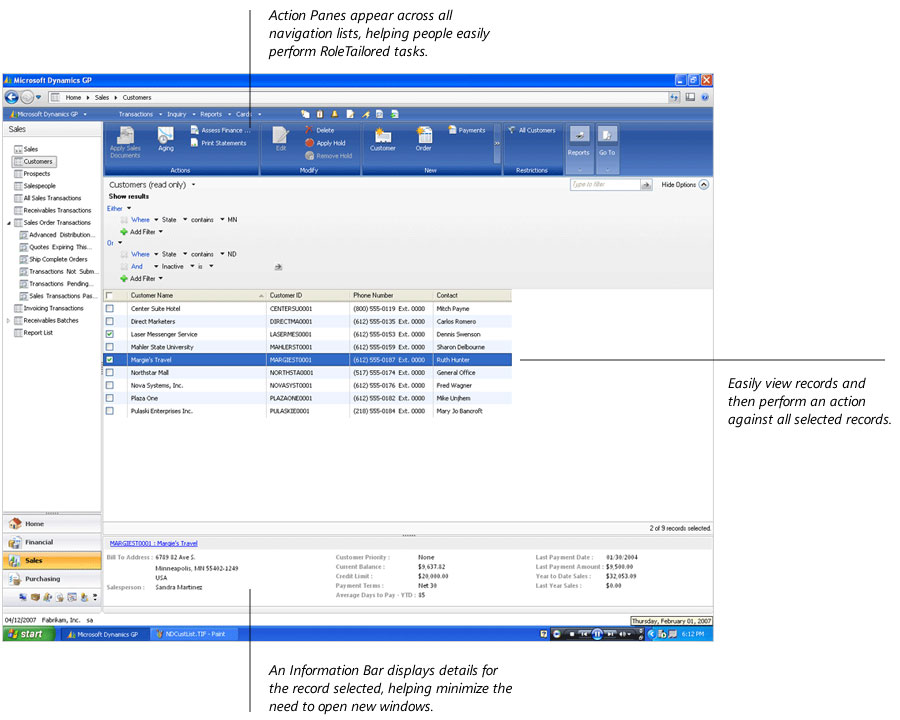 Action Panes appear across all
navigation lists, helping people easily
perform RoleTailored tasks.
Microsoft Dynamics GP
Home Sales Customers
Microsoft Dynamics GP Transactions Inquiry Reports Cards
Sales
Sales
Customers
Prospects
Salespeople
All Sales Transactions
Receivables Transactions
Sales Order Transactions
Advanced Distribution...
Quotes Expiring This...
Ship Complete Orders
Transactions Not Subm...
Transactions Pending...
Sales Transactions Pas...
Invoicing Transactions
Receivables Batches
Report List
Apply Sales
Documents
Aging
Assess Finance ...
Print Statements
Actions
Edit
Delete
Apply Hold
Remove Hold
Modify
Customer
Order
Payments
New
All Customers
Restrictions
Reports
Go To
Customers (read only)
Type to filter
Hide Options
Show results
Either
Where State contains MN
Add Filter
Or
Where State contains ND
And Inactive is
Add Filter
Customer Name Customer ID Phone Number Contact
Center Suite Hotel CENTERSU0001 (800) 555-0119 Ext. 0000 Mitch Payne
Direct Marketers DIRECTMA0001 (612) 555-0135 Ext. 0000 Carlos Romero
Laser Messenger Service LASERMES0001 (612) 555-0159 Ext. 0000 Dennis Swenson
Mahler State University MAHLERST0001 (612) 555-0159 Ext. 0000 Sharon Delbourne
Margie's Travel MARGIEST0001 (612) 555-0187 Ext. 0000 Ruth Hunter
Northstar Mall NORTHSTA0001 (517) 555-0174 Ext. 0000 General Office
Nova Systems, Inc. NOVASYST0001 (612) 555-0176 Ext. 0000 Fred Wagner
Plaza One PLAZAONE0001 (612) 555-0182 Ext. 0000 Mike Unjhem
Pulaski Enterprises Inc. PULASKIE0001 (218) 555-0184 Ext. 0000 Mary Jo Bancroft
Easily view records and
then perform an action
against all selected records.
2 of 9 records selected.
Home
Financial
Sales
Purchasing
MARGIEST0001 : Margie's Travel
Bill To Address : 6789 82 Ave S.
Minneapolis, MN 55402-1249
USA
Salesperson : Sandra Martinez
Customer Priority : None
Current Balance : $9,637.82
Credit Limit : $20,000.00
Payment Terms : Net 30
Average Days to Pay - YTD : 85
Last Payment Date : 01/30/2004
Last Payment Amount : $9,500.00
Year to Date Sales : $32,053.09
Last Year Sales : $0.00
04/12/2007 Fabrikam, Inc. sa
Thursday, February 01, 2007
start
Microsoft Dynamics GP
NDCustList.TIF - Paint
6:12 PM
An Information Bar displays details for
the record selected, helping minimize the
need to open new windows.